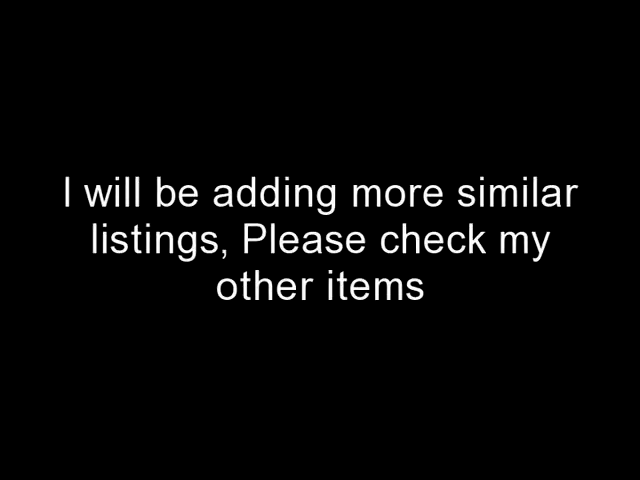 I will be adding more similar
listings, Please check my
other items